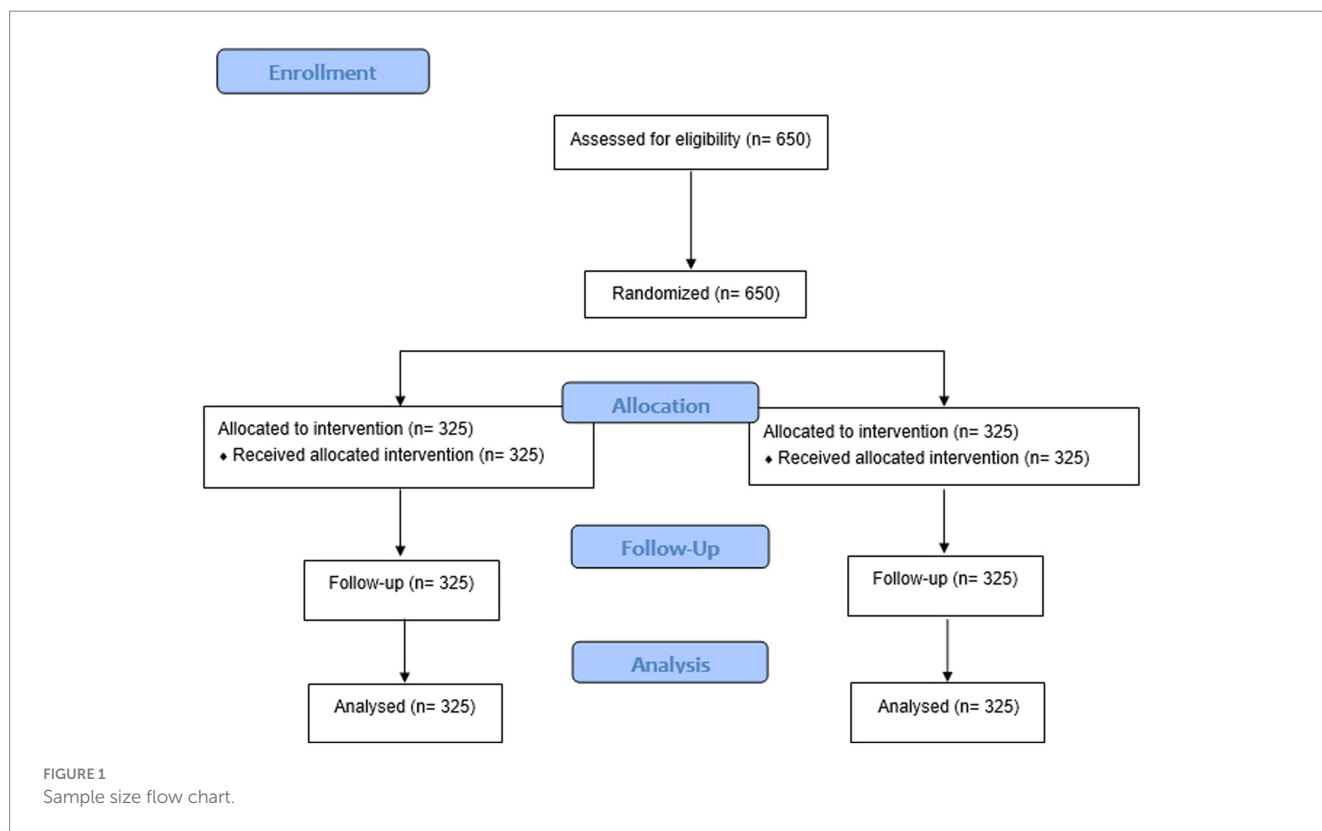 Enrollment
Assessed for eligibility (n= 650)
Randomized (n= 650)
Allocation
Allocated to intervention (n= 325)
♦ Received allocated intervention (n= 325)
Allocated to intervention (n= 325)
♦ Received allocated intervention (n= 325)
Follow-Up
Follow-up (n= 325)
Follow-up (n= 325)
Analysis
Analysed (n= 325)
Analysed (n= 325)
FIGURE 1
Sample size flow chart.